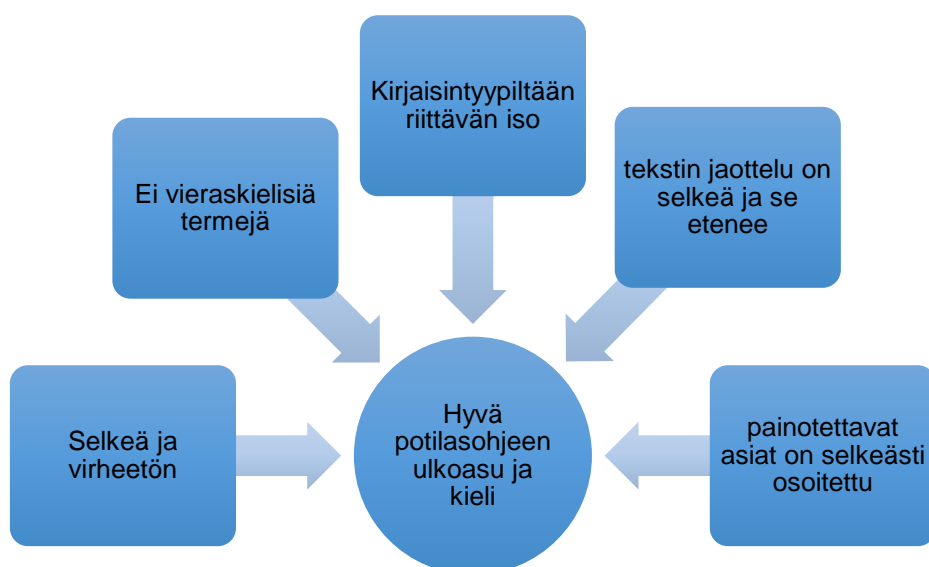 Kirjaisintyypiltään
riittävän iso
Ei vieraskielisiä
termejä
tekstin jaottelu on
selkeä ja se
etenee
Selkeä ja
virheetön
Hyvä
potilasohjeen
ulkoasu ja
kieli
painotettavat
asiat on selkeästi
osoitettu